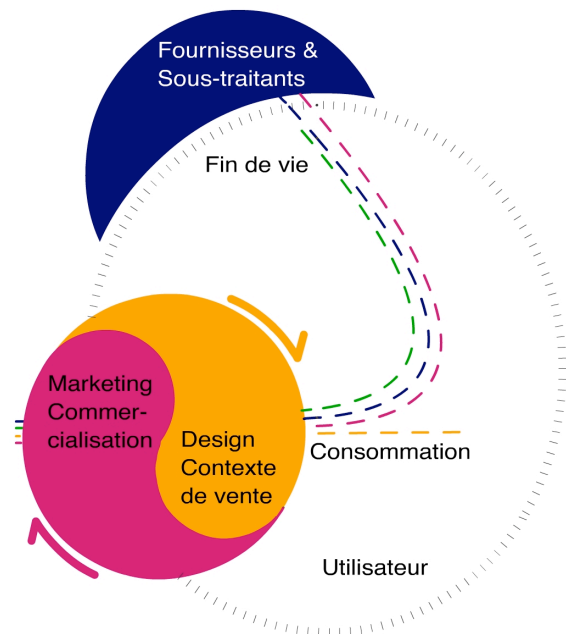 Fournisseurs &
Sous-traitants
Fin de vie
Marketing
Commer-
cialisation
Design
Contexte
de vente
Consommation
Utilisateur